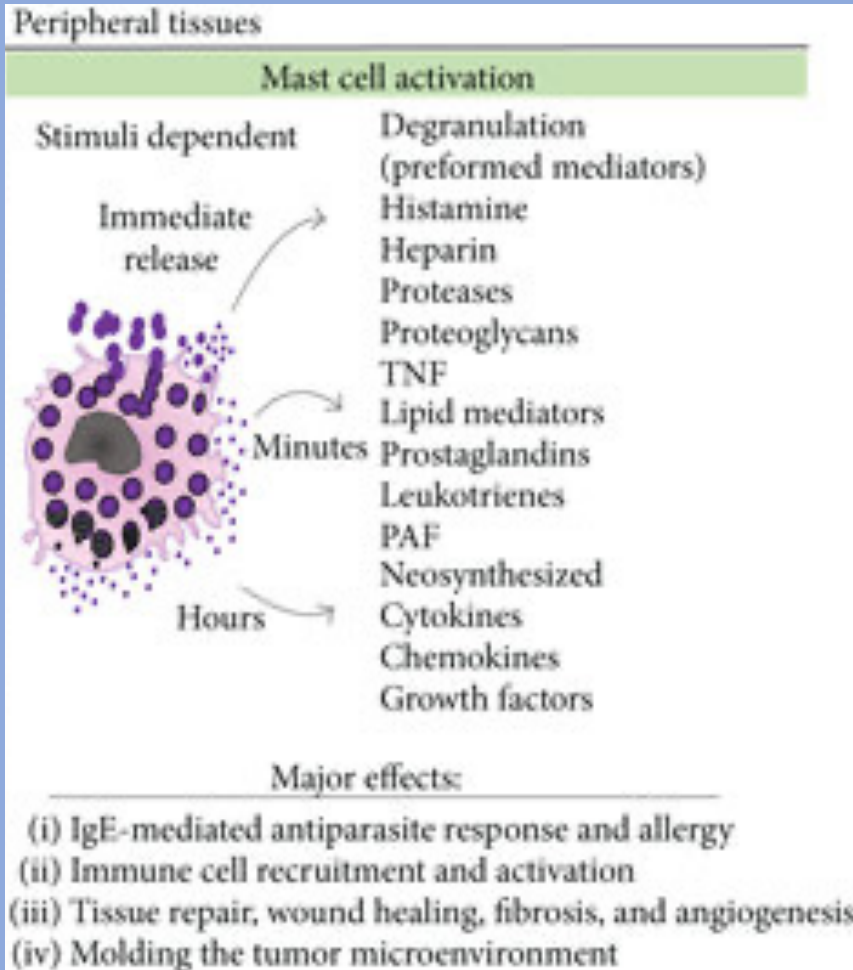 Peripheral tissues
Mast cell activation
Stimuli dependent
Immediate
release
Minutes
Hours
Degranulation
(preformed mediators)
Histamine
Heparin
Proteases
Proteoglycans
TNF
Lipid mediators
Prostaglandins
Leukotrienes
PAF
Neosynthesized
Cytokines
Chemokines
Growth factors
Major effects:
(i) IgE-mediated antiparasite response and allergy
(ii) Immune cell recruitment and activation
(iii) Tissue repair, wound healing, fibrosis, and angiogenesis
(iv) Molding the tumor microenvironment